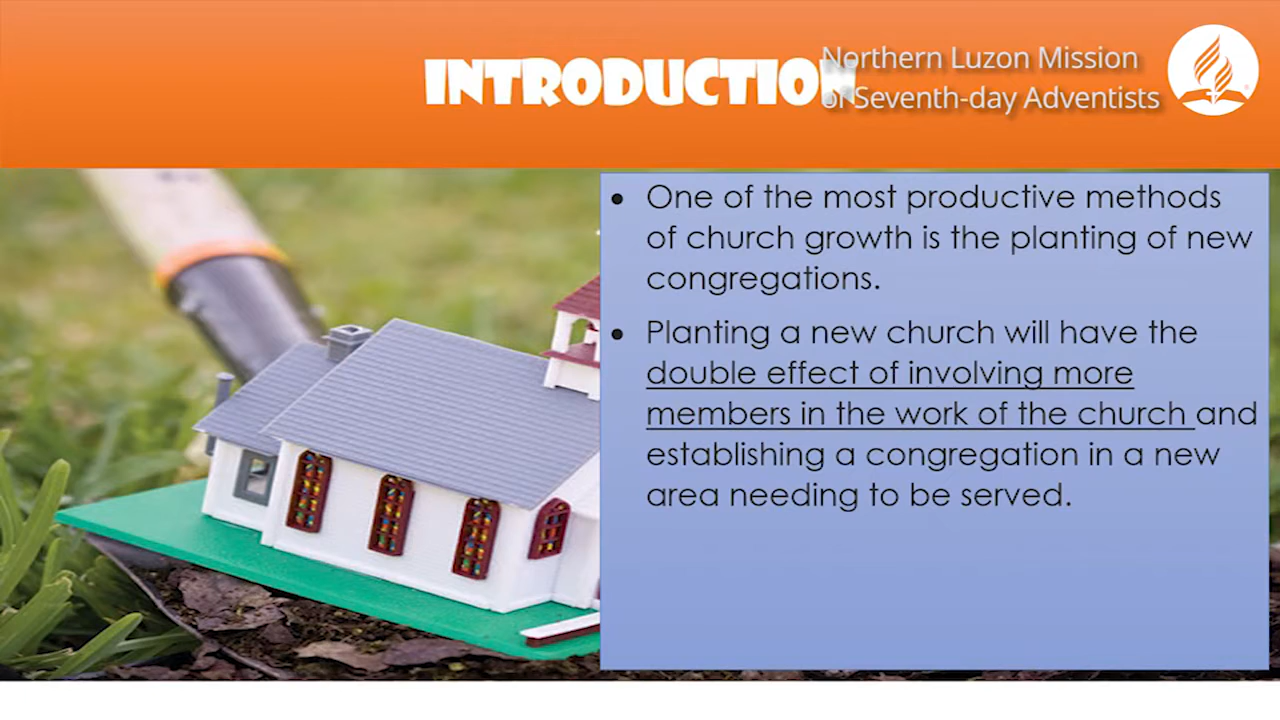 INTRODUCTION
Northern Luzon Mission
of Seventh-day Adventists
• One of the most productive methods
of church growth is the planting of new
congregations.
• Planting a new church will have the
double effect of involving more
members in the work of the church and
establishing a congregation in a new
area needing to be served.